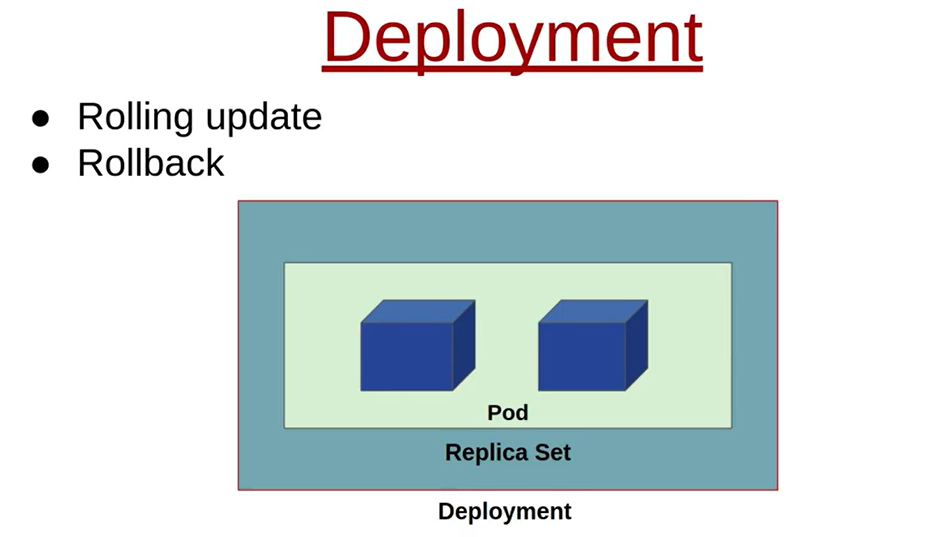 Deployment
● Rolling update
● Rollback
Pod
Replica Set
Deployment